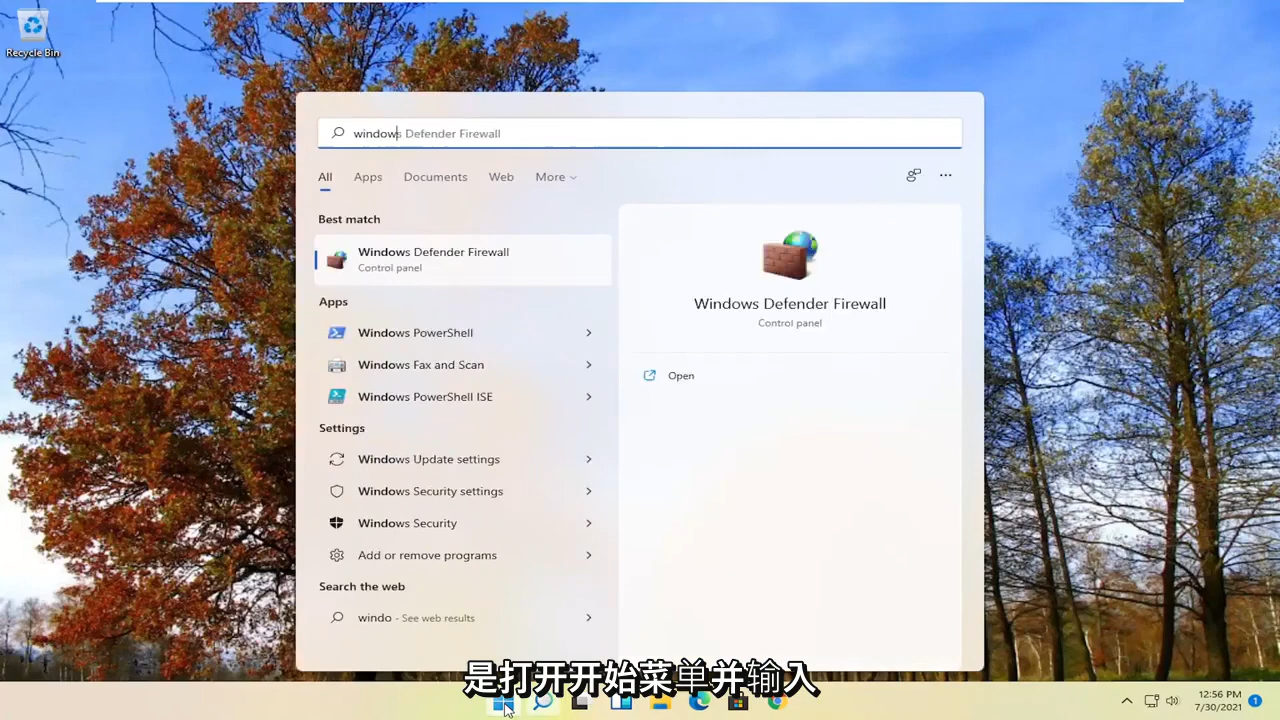 Recycle Bin
windows Defender Firewall
All
Apps
Documents
Web
More
Best match
Windows Defender Firewall
Control panel
Apps
Windows PowerShell
Windows Fax and Scan
Windows PowerShell ISE
Settings
Windows Update settings
Windows Security settings
Windows Security
Add or remove programs
Search the web
windo - See web results
Windows Defender Firewall
Control panel
Open
是打开开始菜单并输入
12:56 PM
7/30/2021
1